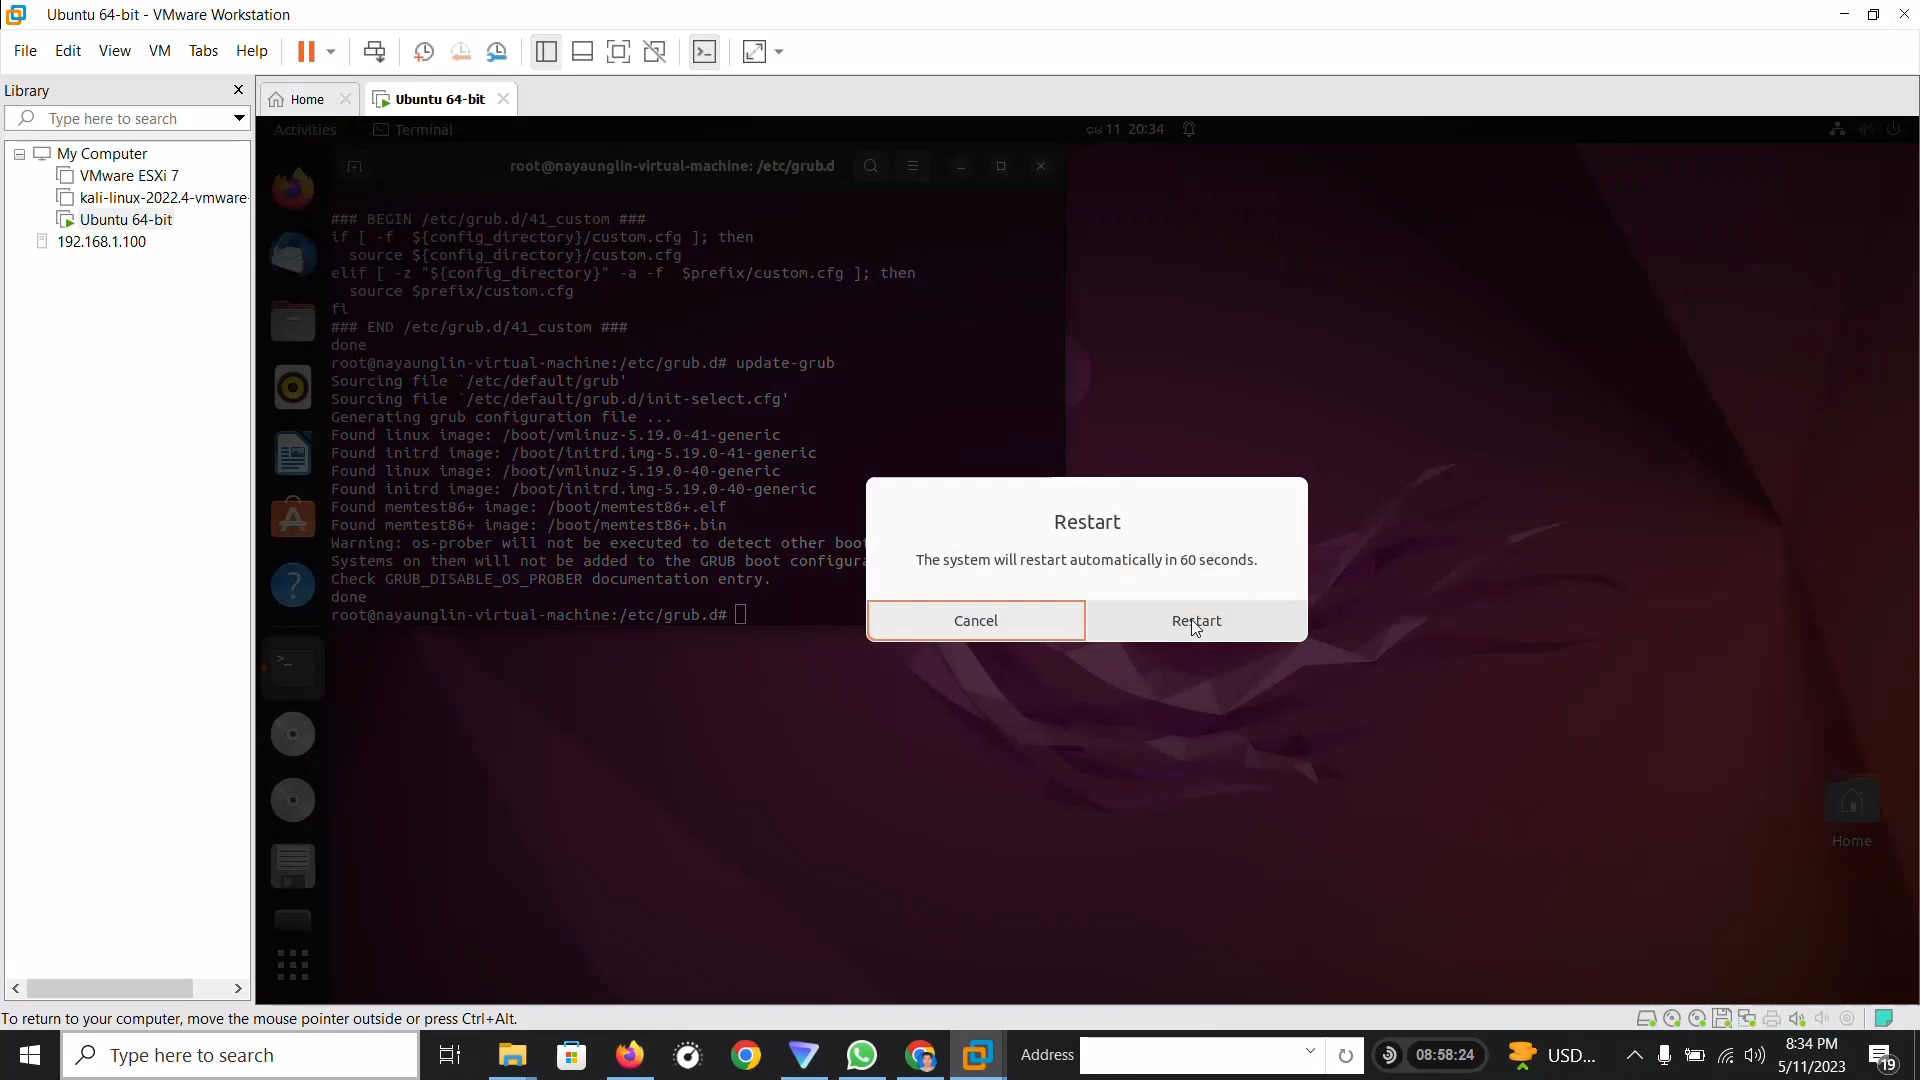 Ubuntu 64-bit - VMware Workstation
File Edit View VM Tabs Help
Library
Type here to search
My Computer
VMware ESXi 7
kali-linux-2022.4-vmware-
Ubuntu 64-bit
192.168.1.100
Home
Ubuntu 64-bit
Activities
Terminal
မေ 11 20:34
root@nayaunglin-virtual-machine: /etc/grub.d
### BEGIN /etc/grub.d/41_custom ###
if [ -f  ${config_directory}/custom.cfg ]; then
  source ${config_directory}/custom.cfg
elif [ -z "${config_directory}" -a -f  $prefix/custom.cfg ]; then
  source $prefix/custom.cfg
fi
### END /etc/grub.d/41_custom ###
done
root@nayaunglin-virtual-machine:/etc/grub.d# update-grub
Sourcing file `/etc/default/grub'
Sourcing file `/etc/default/grub.d/init-select.cfg'
Generating grub configuration file ...
Found linux image: /boot/vmlinuz-5.19.0-41-generic
Found initrd image: /boot/initrd.img-5.19.0-41-generic
Found linux image: /boot/vmlinuz-5.19.0-40-generic
Found initrd image: /boot/initrd.img-5.19.0-40-generic
Found memtest86+ image: /boot/memtest86+.elf
Found memtest86+ image: /boot/memtest86+.bin
Warning: os-prober will not be executed to detect other boot
Systems on them will not be added to the GRUB boot configura
Check GRUB_DISABLE_OS_PROBER documentation entry.
done
root@nayaunglin-virtual-machine:/etc/grub.d#
Restart
The system will restart automatically in 60 seconds.
Cancel
Restart
Home
To return to your computer, move the mouse pointer outside or press Ctrl+Alt.
Type here to search
Address
08:58:24
USD...
8:34 PM
5/11/2023
19